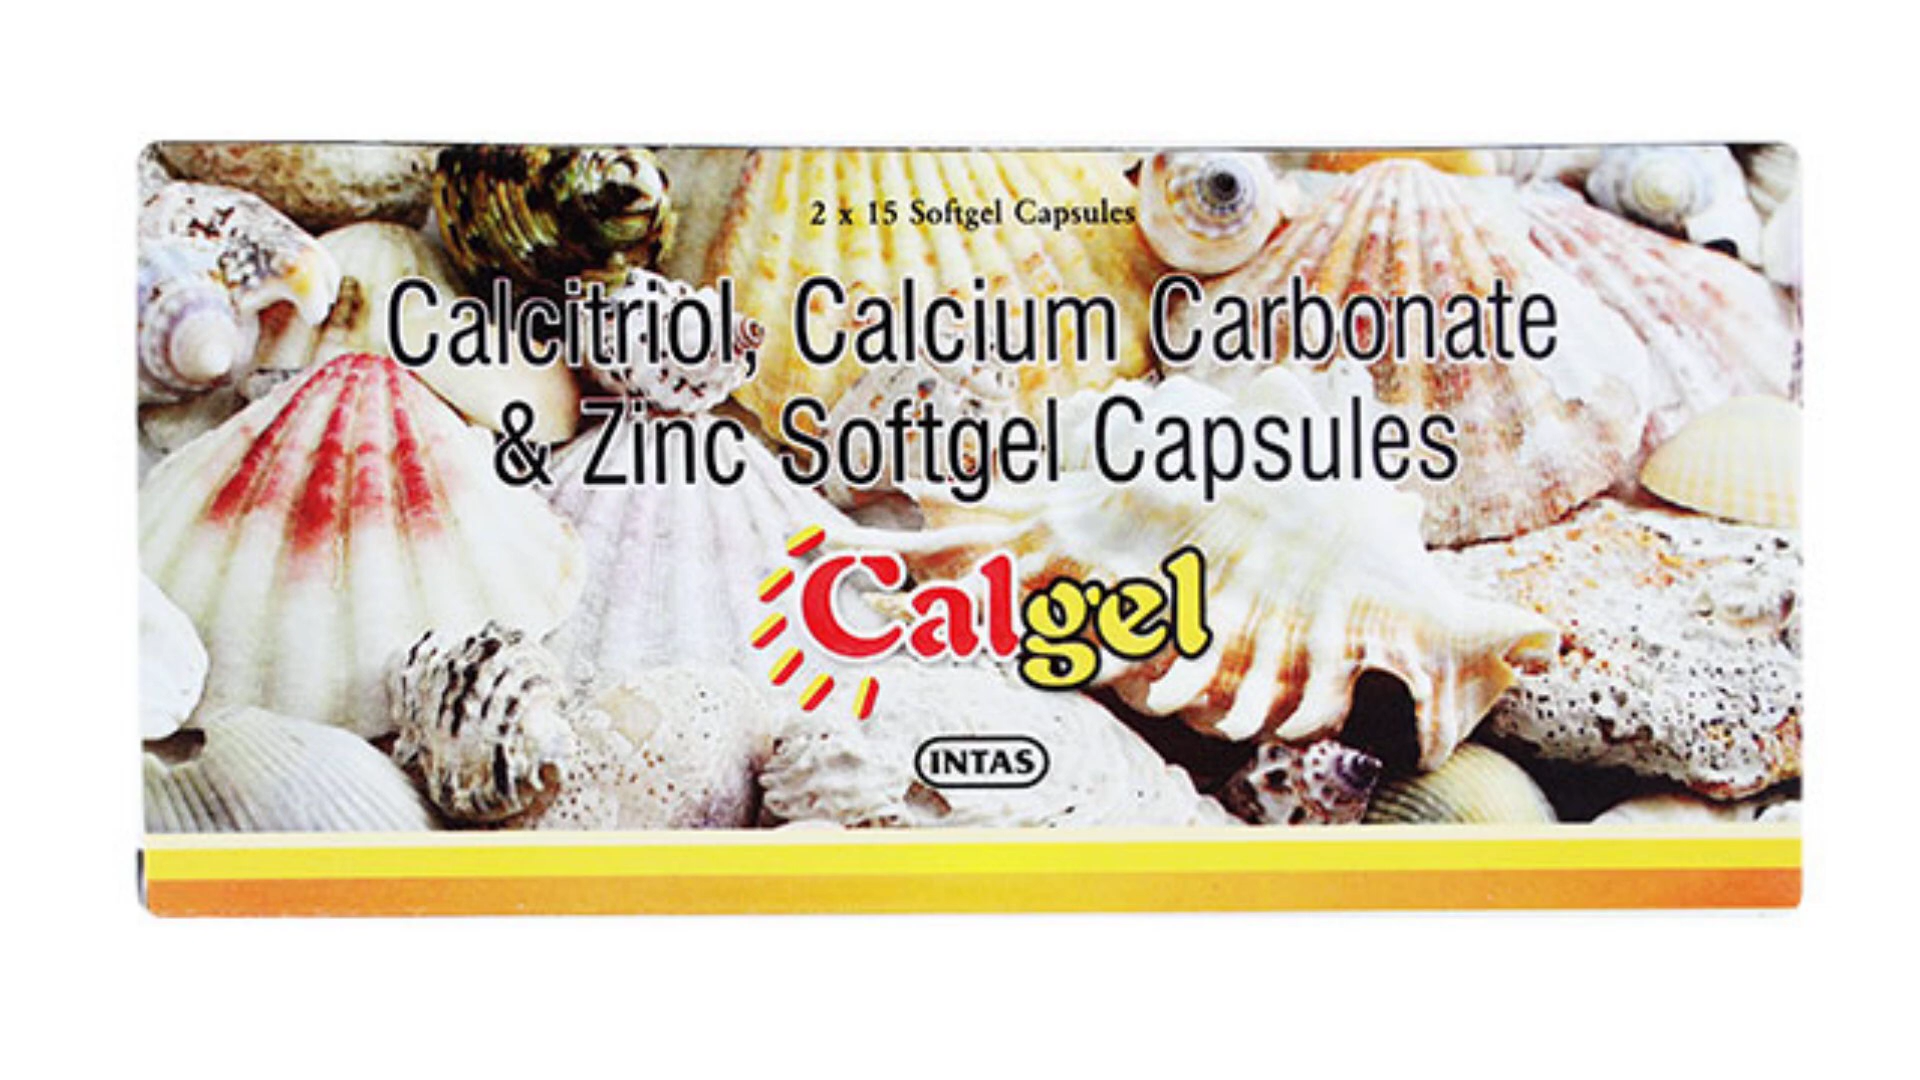 2 x 15 Softgel Capsules
Calcitriol, Calcium Carbonate
& Zinc Softgel Capsules
Calgel
INTAS